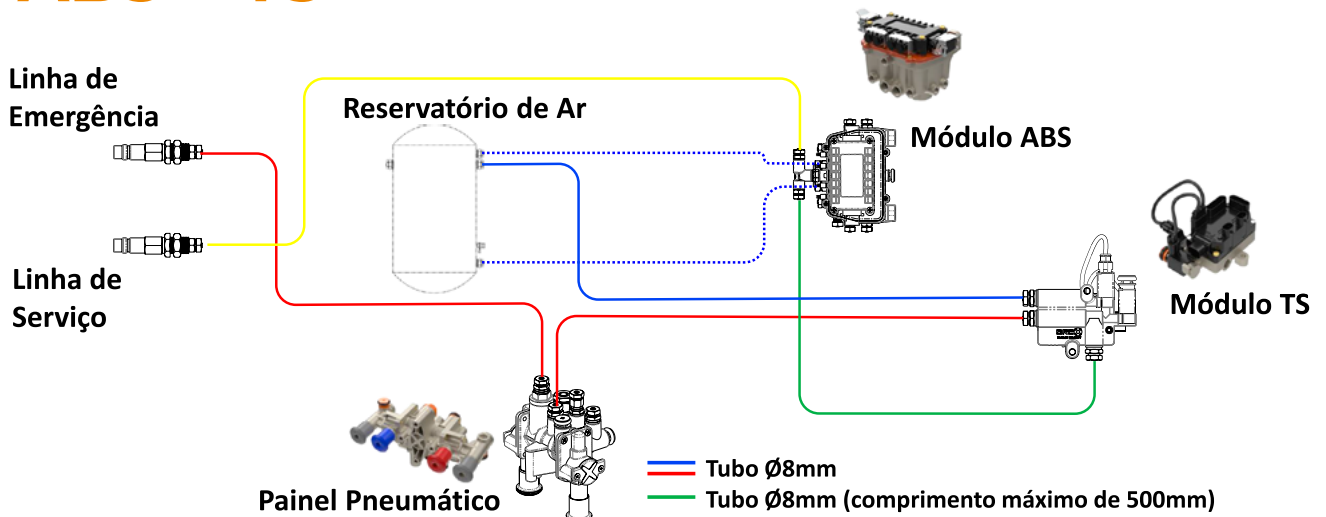 Linha de
Emergência
Reservatório de Ar
Módulo ABS
Linha de
Serviço
Módulo TS
Painel Pneumático
Tubo Ø8mm
Tubo Ø8mm (comprimento máximo de 500mm)